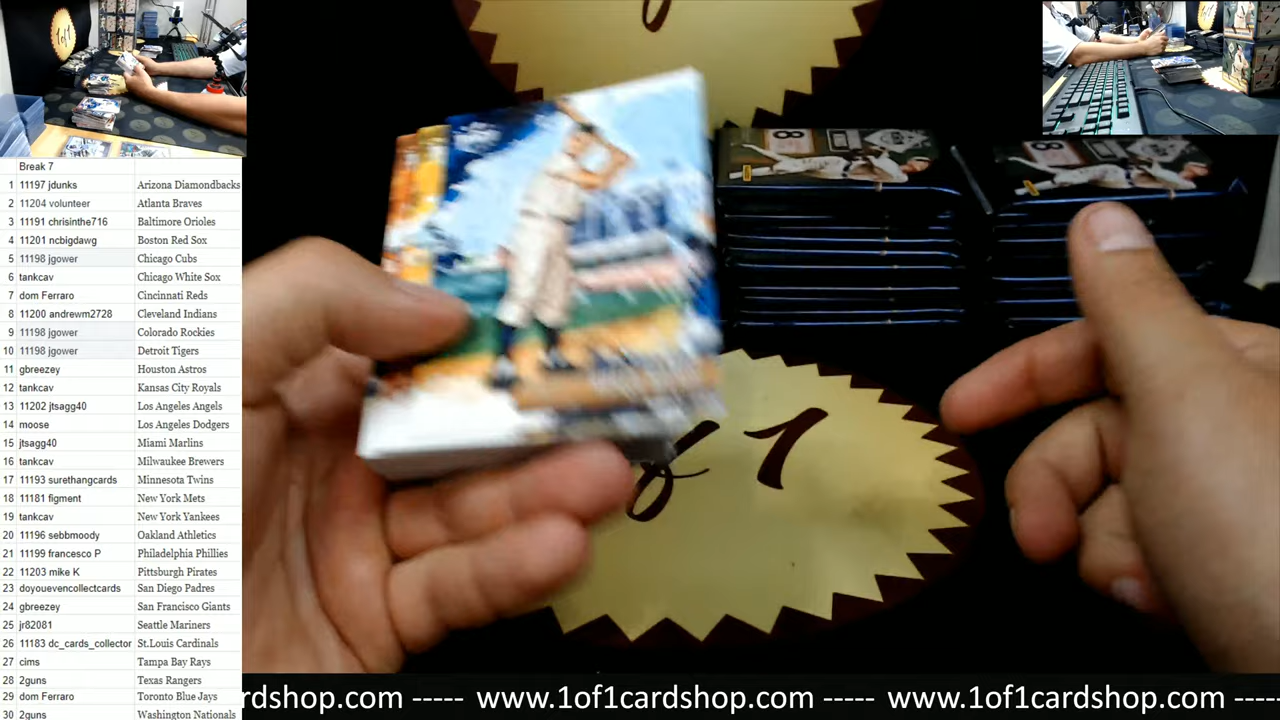 Break 7
1 11197 jdunks Arizona Diamondbacks
2 11204 volunteer Atlanta Braves
3 11191 chrisinthe716 Baltimore Orioles
4 11201 ncbigdawg Boston Red Sox
5 11198 jgower Chicago Cubs
6 tankcav Chicago White Sox
7 dom Ferraro Cincinnati Reds
8 11200 andrewm2728 Cleveland Indians
9 11198 jgower Colorado Rockies
10 11198 jgower Detroit Tigers
11 gbreezey Houston Astros
12 tankcav Kansas City Royals
13 11202 jtsagg40 Los Angeles Angels
14 moose Los Angeles Dodgers
15 jtsagg40 Miami Marlins
16 tankcav Milwaukee Brewers
17 11193 surethangcards Minnesota Twins
18 11181 figment New York Mets
19 tankcav New York Yankees
20 11196 sebbmoody Oakland Athletics
21 11199 francesco P Philadelphia Phillies
22 11203 mike K Pittsburgh Pirates
23 doyouevencollectcards San Diego Padres
24 gbreezey San Francisco Giants
25 jr82081 Seattle Mariners
26 11183 dc_cards_collector St.Louis Cardinals
27 cims Tampa Bay Rays
28 2guns Texas Rangers
29 dom Ferraro Toronto Blue Jays
30 2guns Washington Nationals
1of1
8
8
of 1
rdshop.com ----- www.1of1cardshop.com ----- www.1of1cardshop.com -----